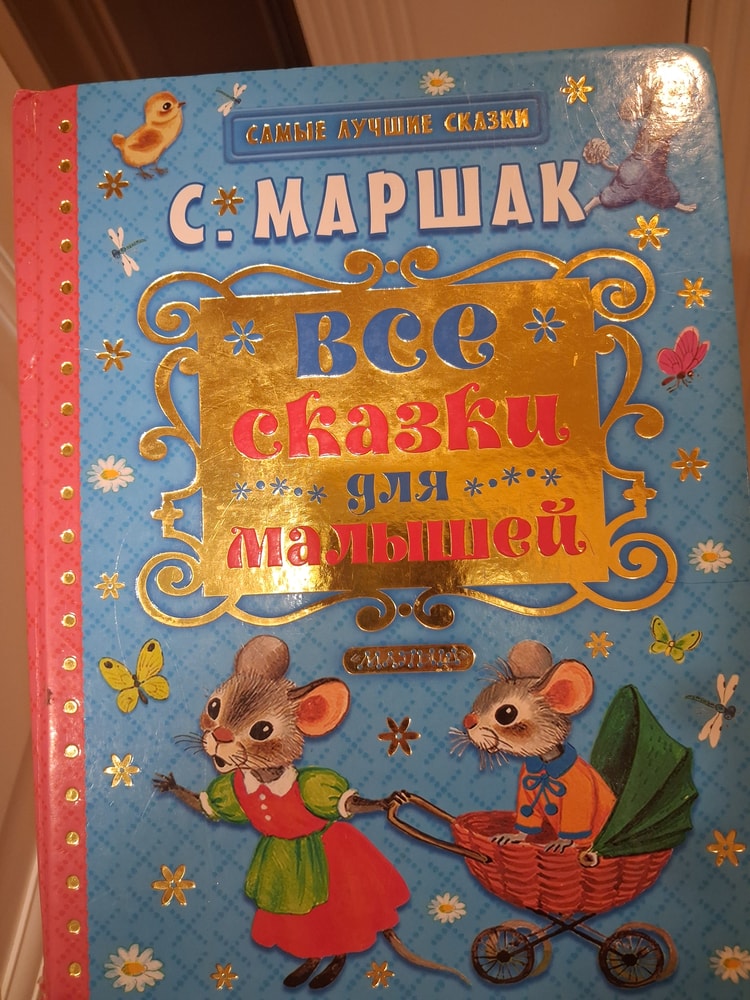 САМЫЕ ЛУЧШИЕ СКАЗКИ
С. МАРШАК
ВСЕ
сказки
для
малышей